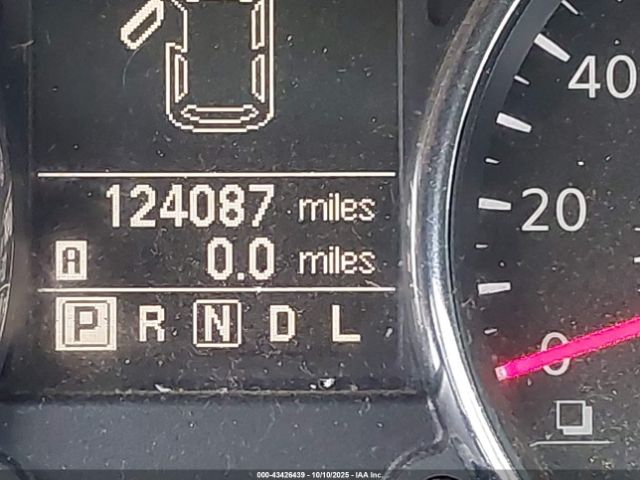 124087 miles
A 0.0 miles
P R N D L
40
20
0
000-43426439 - 10/10/2025 - IAA Inc.